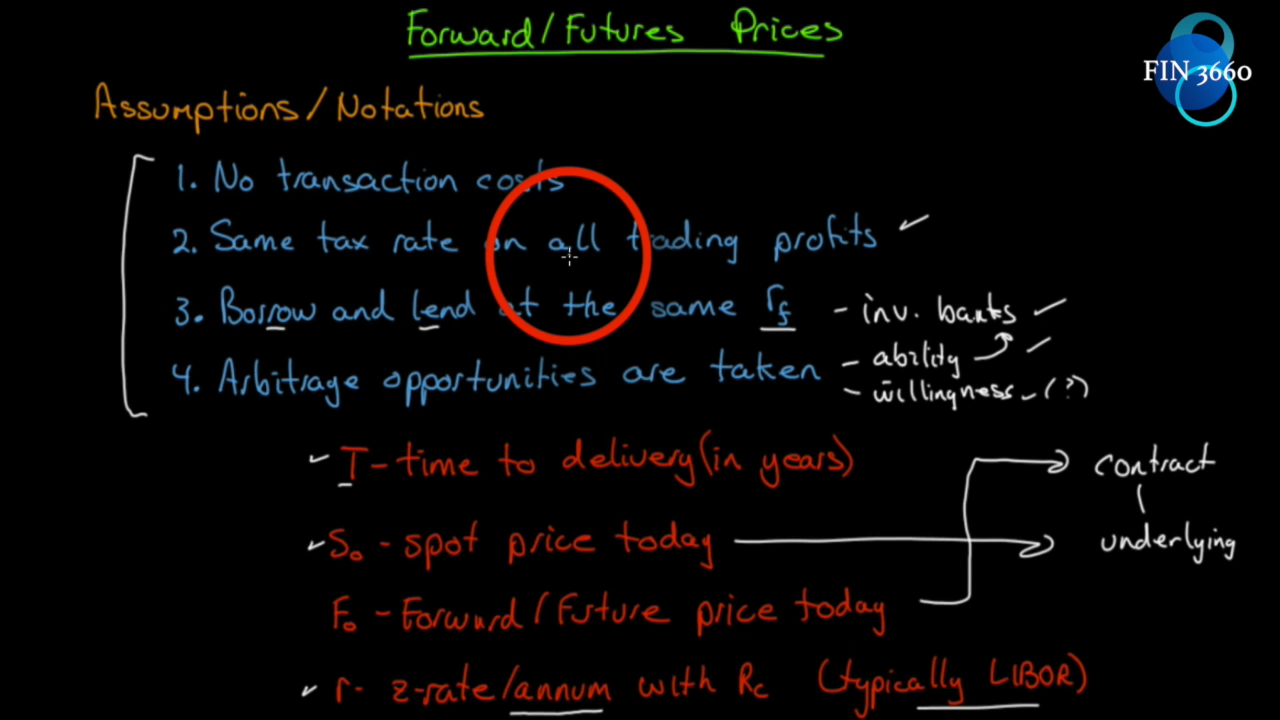 Forward/Futures Prices
FIN 3660
Assumptions/Notations
1. No transaction costs
2. Same tax rate on all trading profits
3. Borrow and lend at the same rf - inv. banks
4. Arbitrage opportunities are taken - ability
- willingness (?)
T - time to delivery (in years)
contract
S₀ - spot price today
underlying
F₀ - Forward/Future price today
r - z-rate/annum with Rc (typically LIBOR)